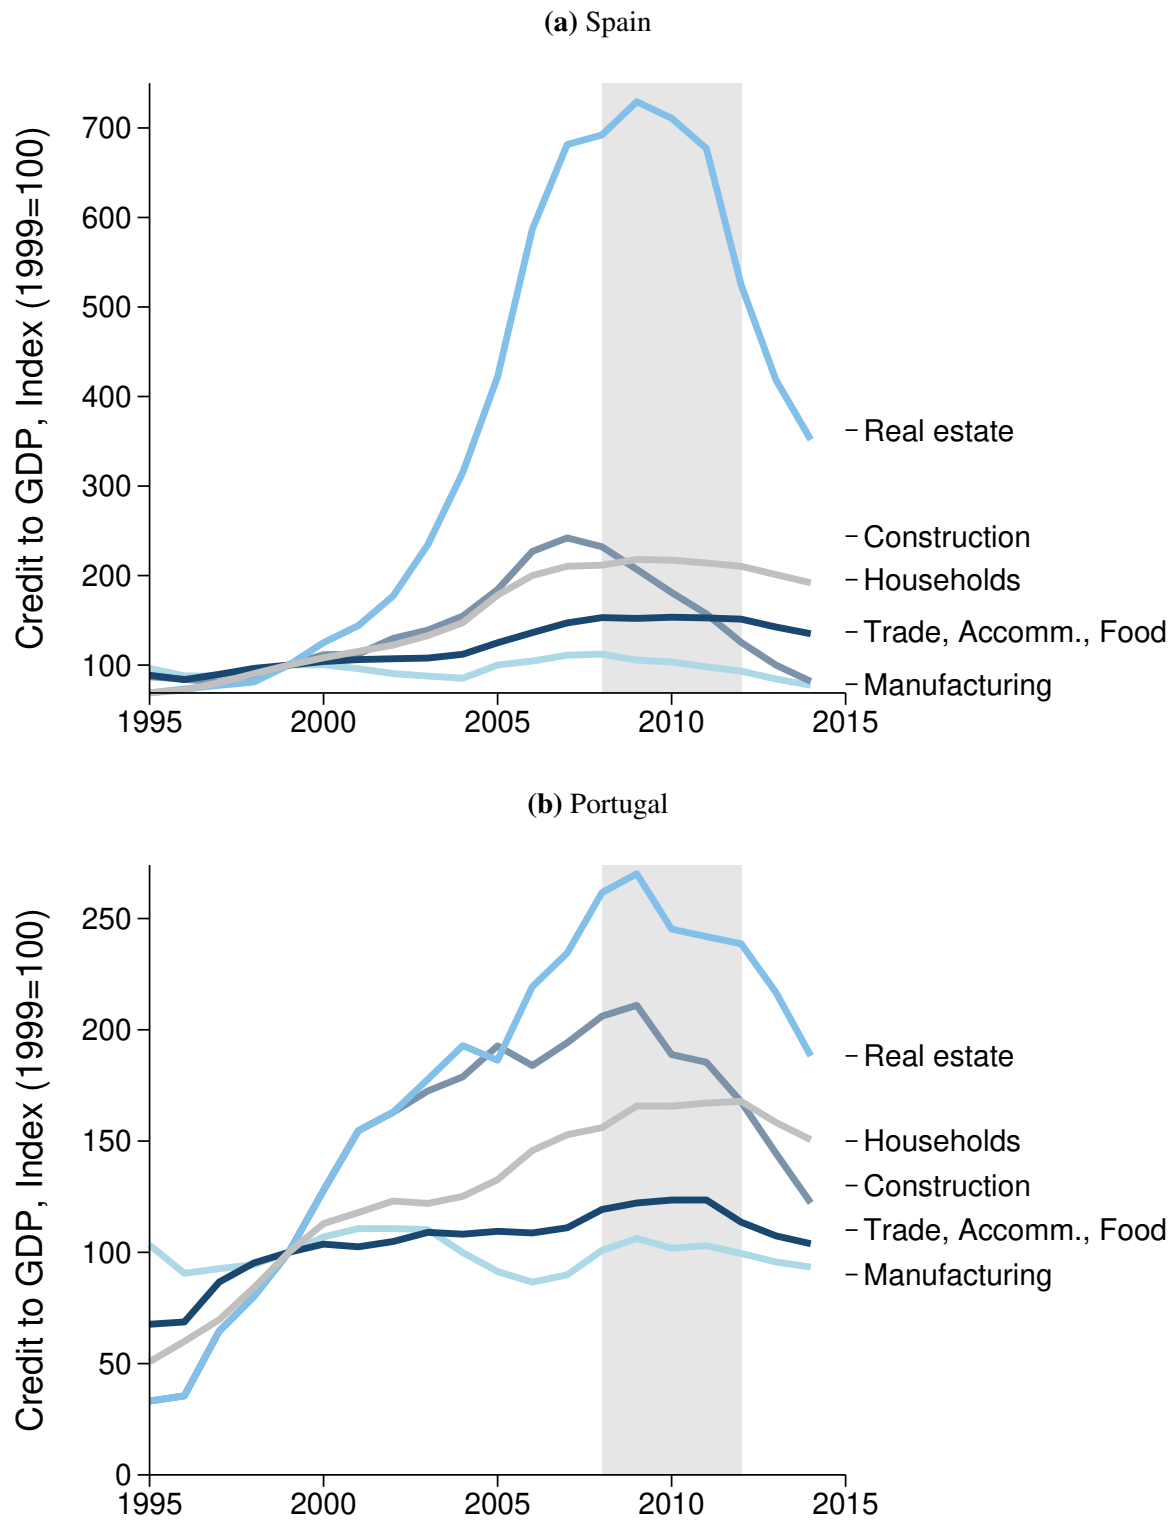 (a) Spain
Credit to GDP, Index (1999=100)
700
600
500
400
300
200
100
1995
2000
2005
2010
2015
Real estate
Construction
Households
Trade, Accomm., Food
Manufacturing
(b) Portugal
Credit to GDP, Index (1999=100)
250
200
150
100
50
0
1995
2000
2005
2010
2015
Real estate
Households
Construction
Trade, Accomm., Food
Manufacturing